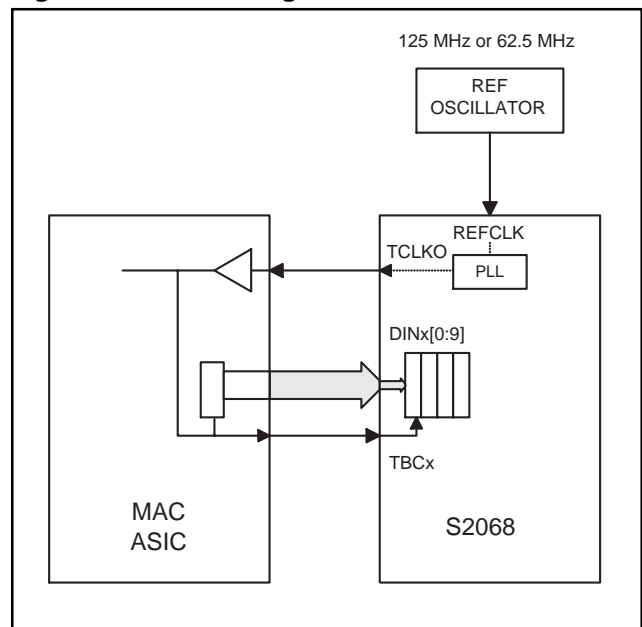 125 MHz or 62.5 MHz
REF
OSCILLATOR
REFCLK
TCLKO
PLL
DINx[0:9]
TBCx
MAC
ASIC
S2068